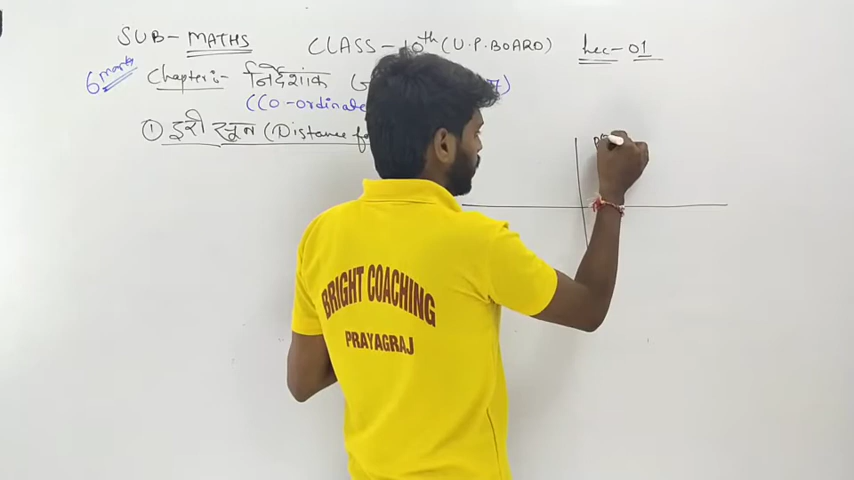 SUB- MATHS CLASS-10th (U.P.BOARD) Lec-01
6 marks Chapter:- निर्देशांक
(Co-ordinate
① दूरी सूत्र (Distance fo
BRIGHT COACHING
PRAYAGRAJ